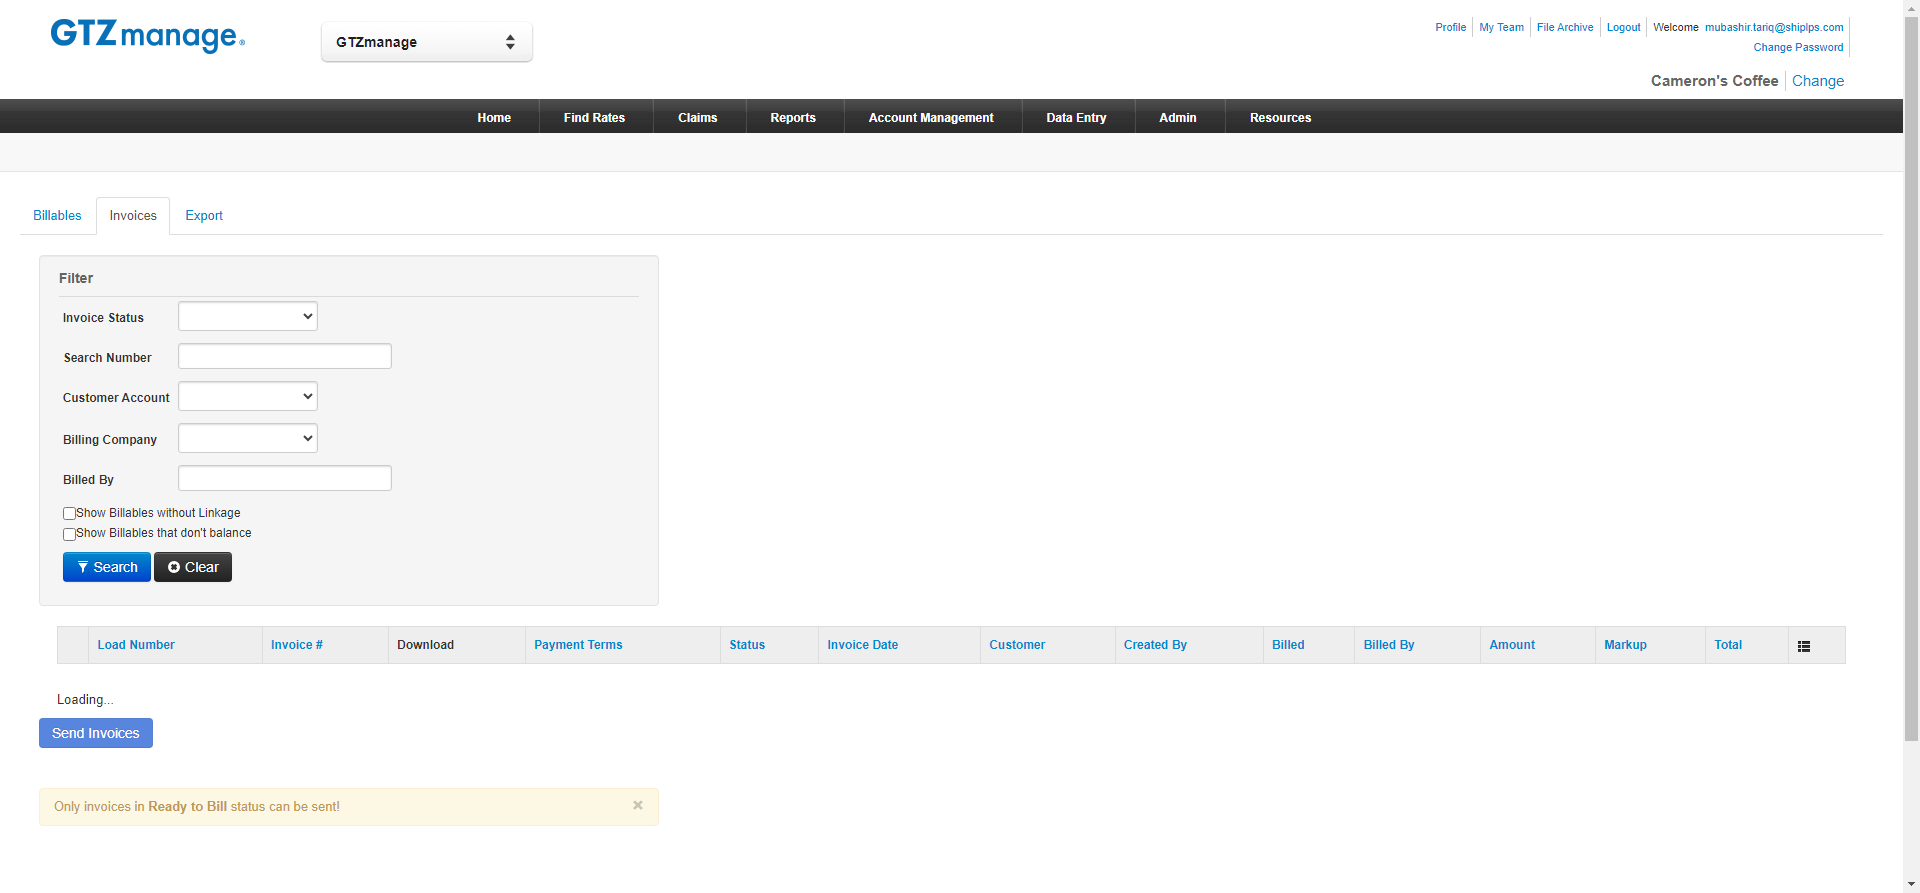 GTZmanage®
GTZmanage
Profile My Team File Archive Logout Welcome mubashir.tariq@shiplps.com
Change Password
Cameron's Coffee Change
Home Find Rates Claims Reports Account Management Data Entry Admin Resources
Billables Invoices Export
Filter
Invoice Status
Search Number
Customer Account
Billing Company
Billed By
Show Billables without Linkage
Show Billables that don't balance
Search Clear
Load Number Invoice # Download Payment Terms Status Invoice Date Customer Created By Billed Billed By Amount Markup Total
Loading...
Send Invoices
Only invoices in Ready to Bill status can be sent! ×